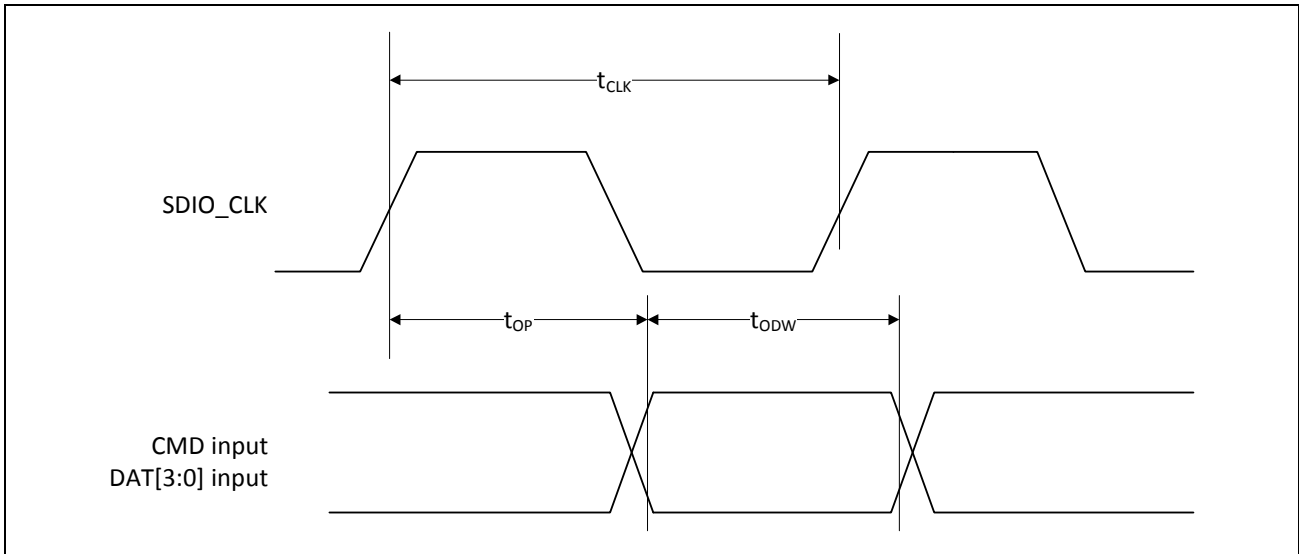 tCLK
SDIO_CLK
tOP
tODW
CMD input
DAT[3:0] input